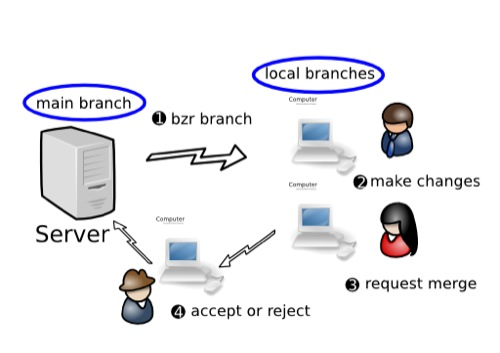 local branches
main branch
Computer
❶ bzr branch
❷ make changes
Computer
Computer
Server
❸ request merge
❹ accept or reject